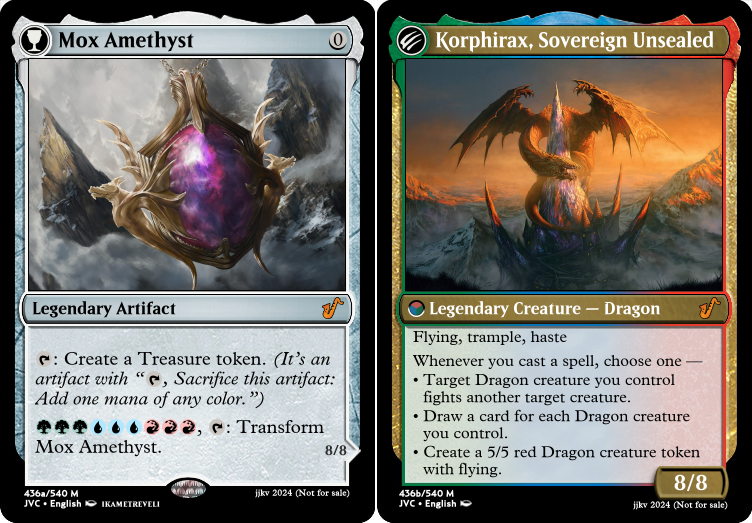 Mox Amethyst
0
Legendary Artifact
: Create a Treasure token. (It's an
artifact with “ , Sacrifice this artifact:
Add one mana of any color.”)
, : Transform
Mox Amethyst.
8/8
436a/540 M
JVC • English IKAMETREVELI
jjkv 2024 (Not for sale)
Korphirax, Sovereign Unsealed
Legendary Creature — Dragon
Flying, trample, haste
Whenever you cast a spell, choose one —
• Target Dragon creature you control
fights another target creature.
• Draw a card for each Dragon creature
you control.
• Create a 5/5 red Dragon creature token
with flying.
8/8
436b/540 M
JVC • English
jjkv 2024 (Not for sale)